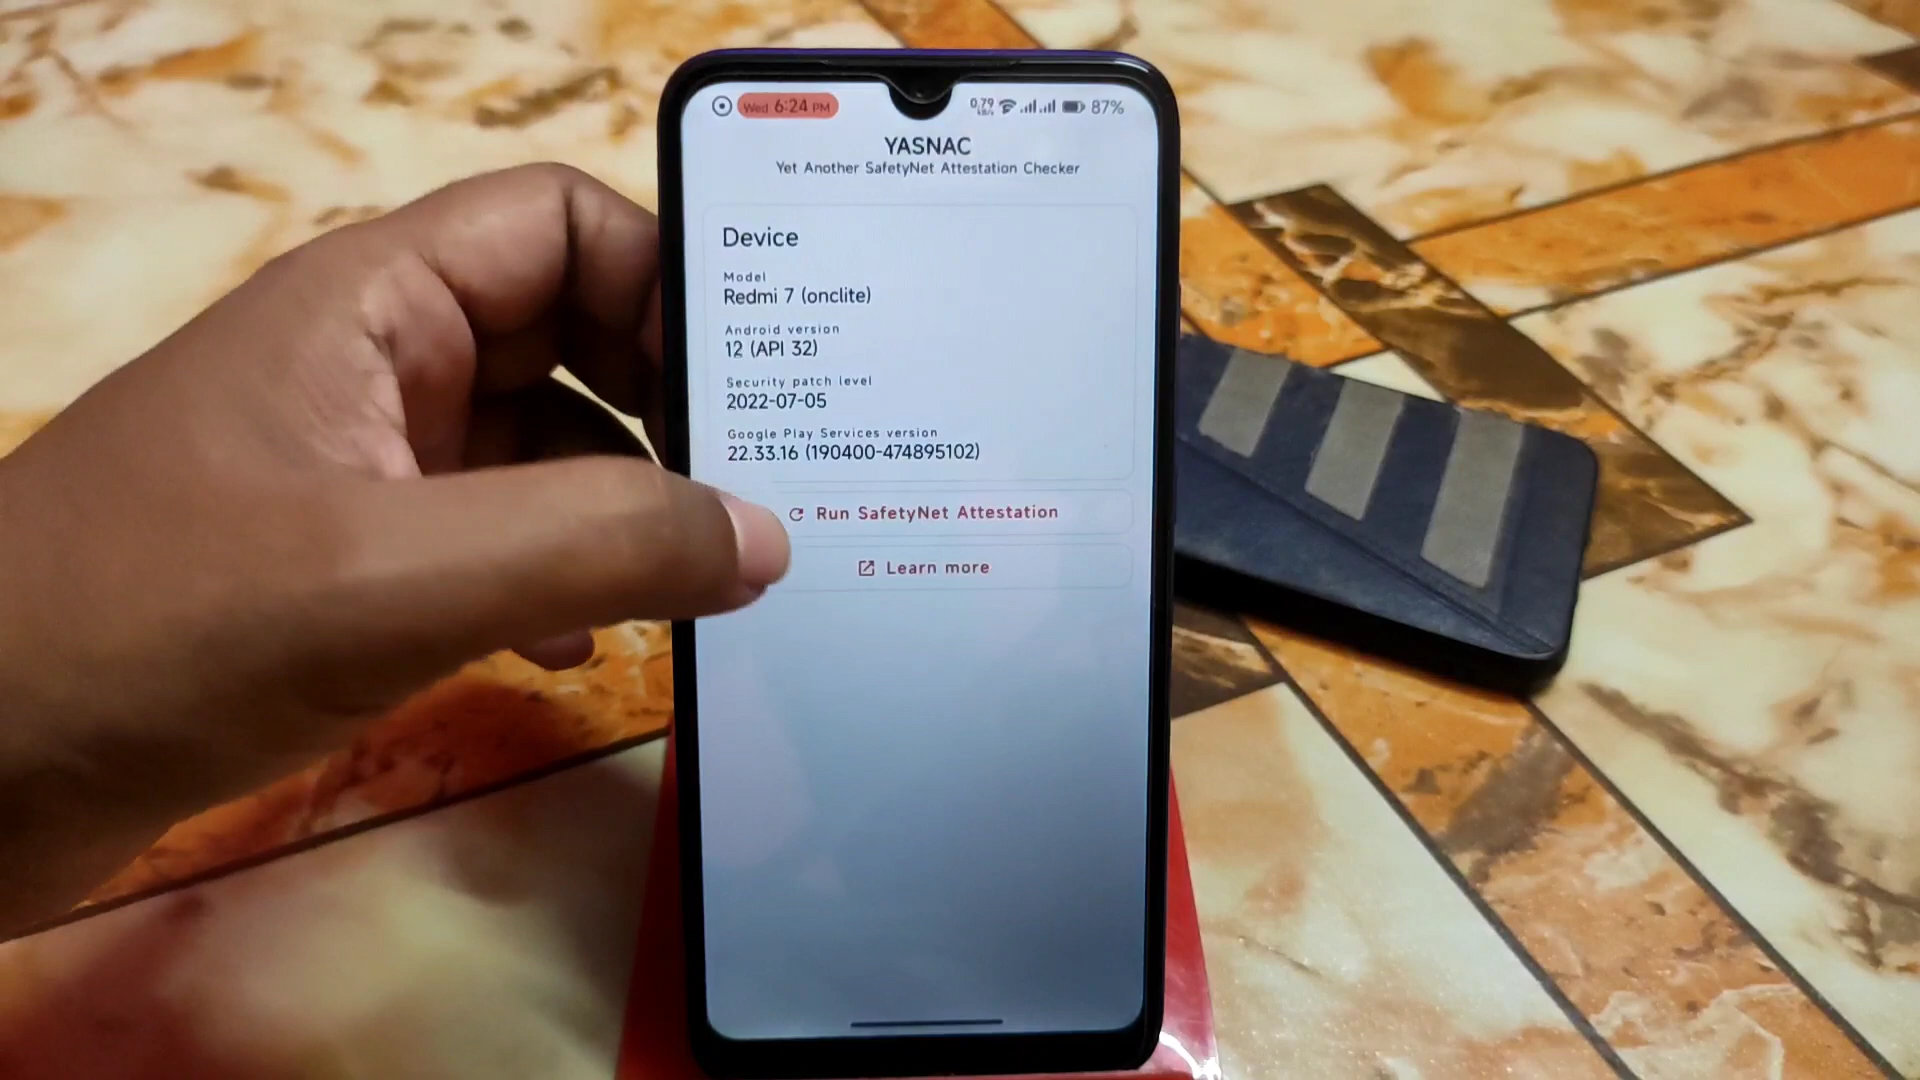 Wed 6:24 PM
0.79
87%
YASNAC
Yet Another SafetyNet Attestation Checker
Device
Model
Redmi 7 (onclite)
Android version
12 (API 32)
Security patch level
2022-07-05
Google Play Services version
22.33.16 (190400-474895102)
Run SafetyNet Attestation
Learn more